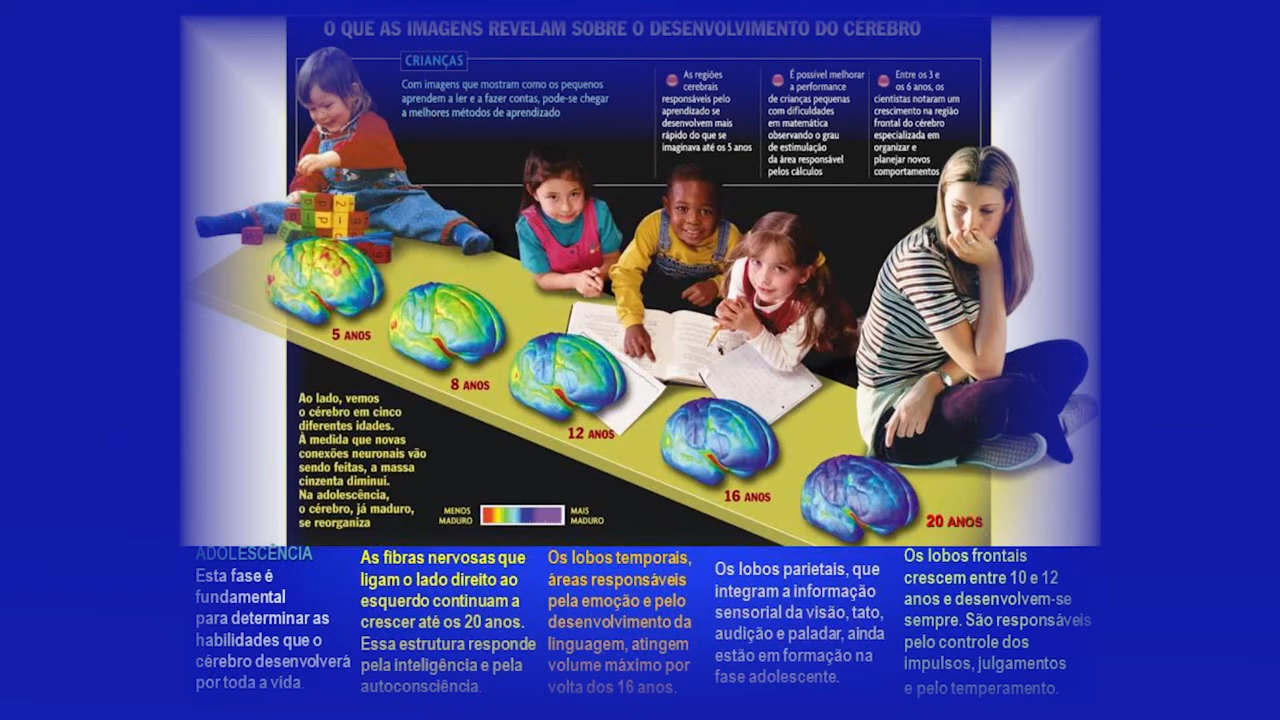 O QUE AS IMAGENS REVELAM SOBRE O DESENVOLVIMENTO DO CÉREBRO
CRIANÇAS
Com imagens que mostram como os pequenos
aprendem a ler e a fazer contas, pode-se chegar
a melhores métodos de aprendizado
As regiões
cerebrais
responsáveis pelo
aprendizado se
desenvolvem mais
rápido do que se
imaginava até os 5 anos
É possível melhorar
a performance
de crianças pequenas
com dificuldades
em matemática
observando o grau
de estimulação
da área responsável
pelos cálculos
Entre os 3 e
os 6 anos, os
cientistas notaram um
crescimento na região
frontal do cérebro
especializada em
organizar e
planejar novos
comportamentos
5 ANOS
8 ANOS
12 ANOS
16 ANOS
20 ANOS
Ao lado, vemos
o cérebro em cinco
diferentes idades.
À medida que novas
conexões neuronais vão
sendo feitas, a massa
cinzenta diminui.
Na adolescência,
o cérebro, já maduro,
se reorganiza
MENOS
MADURO
MAIS
MADURO
ADOLESCÊNCIA
Esta fase é
fundamental
para determinar as
habilidades que o
cérebro desenvolverá
por toda a vida.
As fibras nervosas que
ligam o lado direito ao
esquerdo continuam a
crescer até os 20 anos.
Essa estrutura responde
pela inteligência e pela
autoconsciência.
Os lobos temporais,
áreas responsáveis
pela emoção e pelo
desenvolvimento da
linguagem, atingem
volume máximo por
volta dos 16 anos.
Os lobos parietais, que
integram a informação
sensorial da visão, tato,
audição e paladar, ainda
estão em formação na
fase adolescente.
Os lobos frontais
crescem entre 10 e 12
anos e desenvolvem-se
sempre. São responsáveis
pelo controle dos
impulsos, julgamentos
e pelo temperamento.